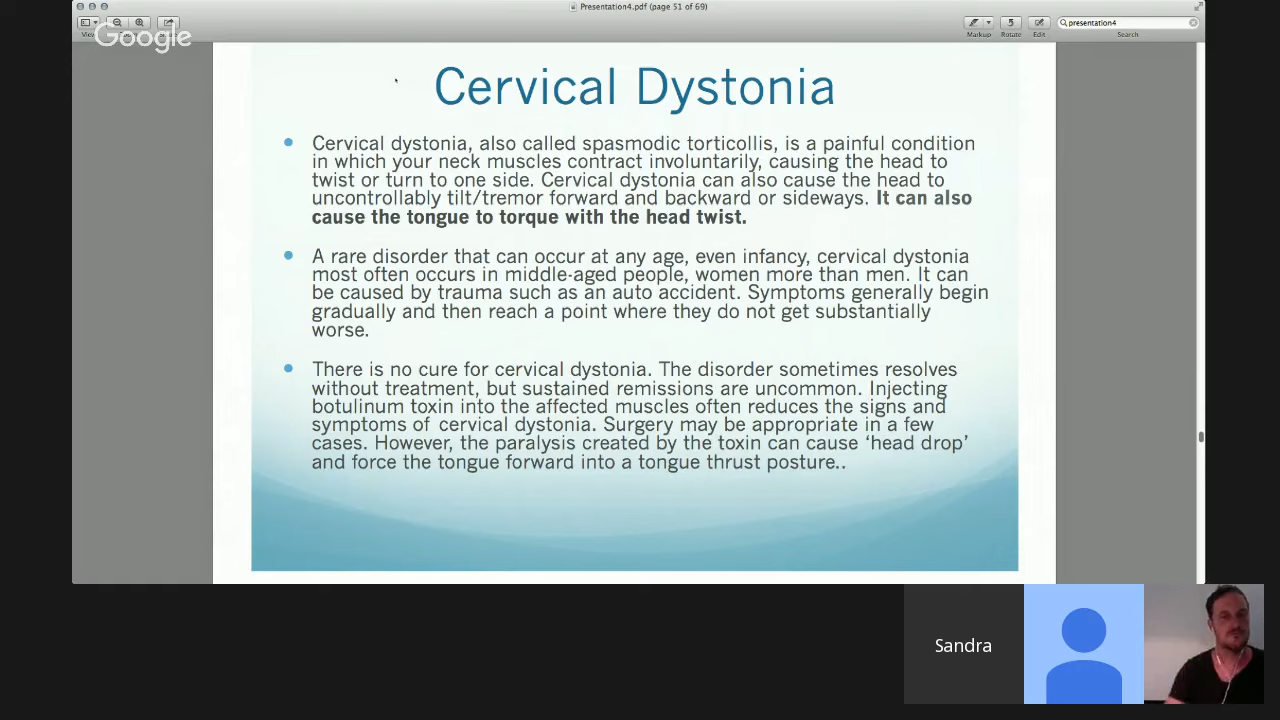 Presentation4.pdf (page 51 of 69)
presentation4
Markup
Rotate
Edit
Search
Google
Cervical Dystonia
Cervical dystonia, also called spasmodic torticollis, is a painful condition
in which your neck muscles contract involuntarily, causing the head to
twist or turn to one side. Cervical dystonia can also cause the head to
uncontrollably tilt/tremor forward and backward or sideways. It can also
cause the tongue to torque with the head twist.
A rare disorder that can occur at any age, even infancy, cervical dystonia
most often occurs in middle-aged people, women more than men. It can
be caused by trauma such as an auto accident. Symptoms generally begin
gradually and then reach a point where they do not get substantially
worse.
There is no cure for cervical dystonia. The disorder sometimes resolves
without treatment, but sustained remissions are uncommon. Injecting
botulinum toxin into the affected muscles often reduces the signs and
symptoms of cervical dystonia. Surgery may be appropriate in a few
cases. However, the paralysis created by the toxin can cause ‘head drop’
and force the tongue forward into a tongue thrust posture..
Sandra